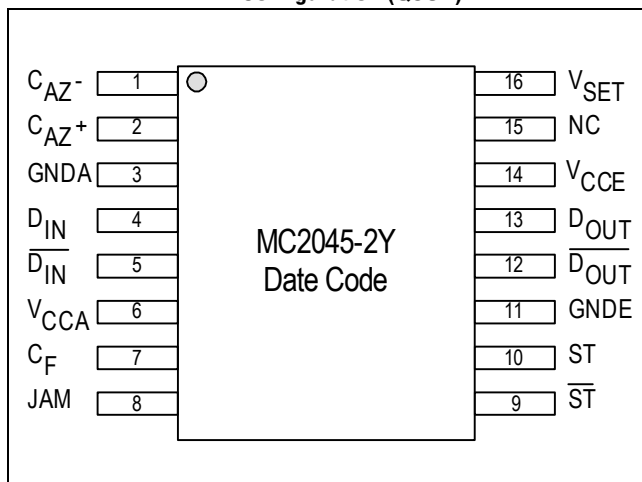 Configuration (QSOP)
C_AZ- 1 16 V_SET
C_AZ+ 2 15 NC
GNDA 3 14 V_CCE
D_IN 4 13 D_OUT
D̅_I̅N̅ 5 12 D̅_O̅U̅T̅
V_CCA 6 11 GNDE
C_F 7 10 ST
JAM 8 9 S̅T̅
MC2045-2Y
Date Code